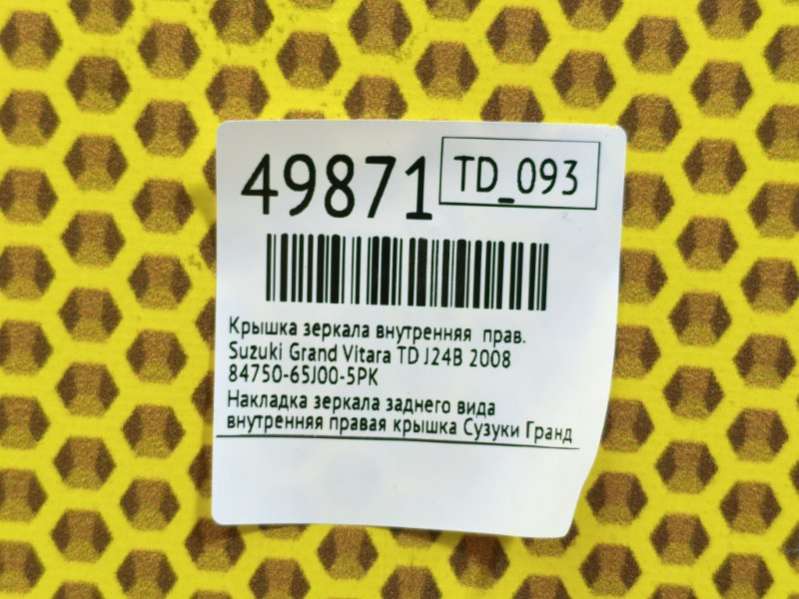 49871
TD_093
Крышка зеркала внутренняя прав.
Suzuki Grand Vitara TD J24B 2008
84750-65J00-5PK
Накладка зеркала заднего вида
внутренняя правая крышка Сузуки Гранд